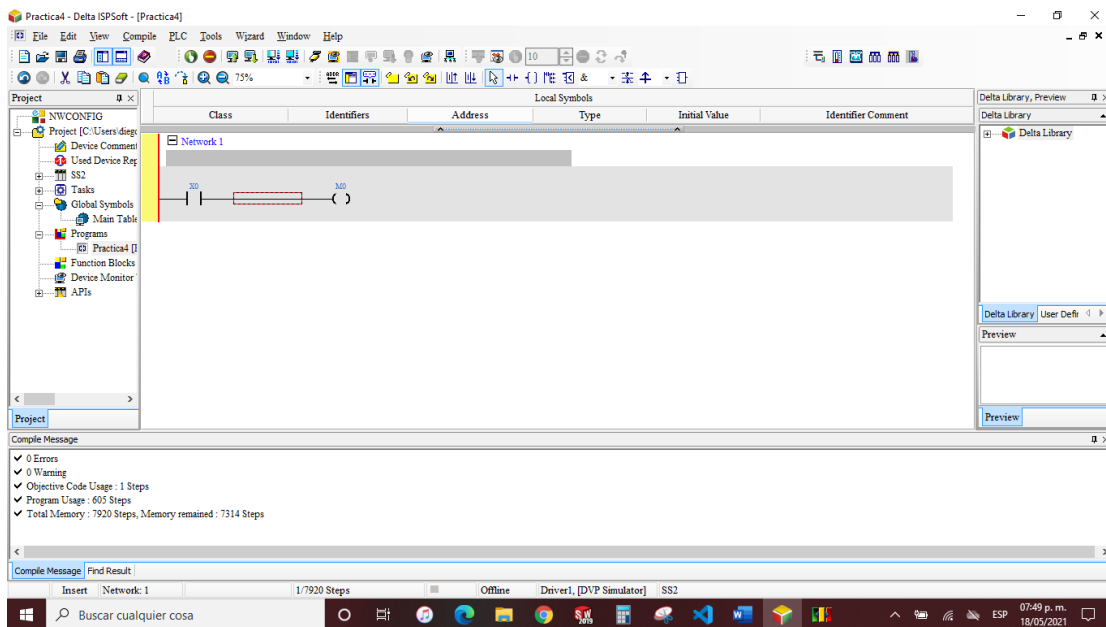 Practica4 - Delta ISPSoft - [Practica4]
File Edit View Compile PLC Tools Wizard Window Help
10
75%
Project
NWCONFIG
Project [C:\Users\diego
Device Comment
Used Device Rep
SS2
Tasks
Global Symbols
Main Table
Programs
Practica4 [I
Function Blocks
Device Monitor
APIs
Project
Local Symbols
Class Identifiers Address Type Initial Value Identifier Comment
Network 1
X0 M0
Delta Library, Preview
Delta Library
Delta Library
Delta Library User Defir
Preview
Preview
Compile Message
0 Errors
0 Warning
Objective Code Usage : 1 Steps
Program Usage : 605 Steps
Total Memory : 7920 Steps, Memory remained : 7314 Steps
Compile Message Find Result
Insert Network: 1 1/7920 Steps Offline Driver1, [DVP Simulator] SS2
Buscar cualquier cosa
ESP
07:49 p. m.
18/05/2021